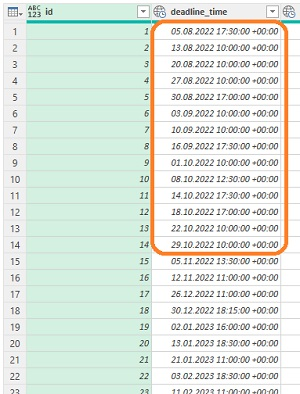 ABC 123 id deadline_time
1 1 05.08.2022 17:30:00 +00:00
2 2 13.08.2022 10:00:00 +00:00
3 3 20.08.2022 10:00:00 +00:00
4 4 27.08.2022 10:00:00 +00:00
5 5 30.08.2022 17:00:00 +00:00
6 6 03.09.2022 10:00:00 +00:00
7 7 10.09.2022 10:00:00 +00:00
8 8 16.09.2022 17:30:00 +00:00
9 9 01.10.2022 10:00:00 +00:00
10 10 08.10.2022 12:30:00 +00:00
11 11 14.10.2022 17:30:00 +00:00
12 12 18.10.2022 17:00:00 +00:00
13 13 22.10.2022 10:00:00 +00:00
14 14 29.10.2022 10:00:00 +00:00
15 15 05.11.2022 13:30:00 +00:00
16 16 12.11.2022 11:00:00 +00:00
17 17 26.12.2022 11:00:00 +00:00
18 18 30.12.2022 18:15:00 +00:00
19 19 02.01.2023 16:00:00 +00:00
20 20 13.01.2023 18:30:00 +00:00
21 21 21.01.2023 11:00:00 +00:00
22 22 03.02.2023 18:30:00 +00:00
23 23 11.02.2023 11:00:00 +00:00